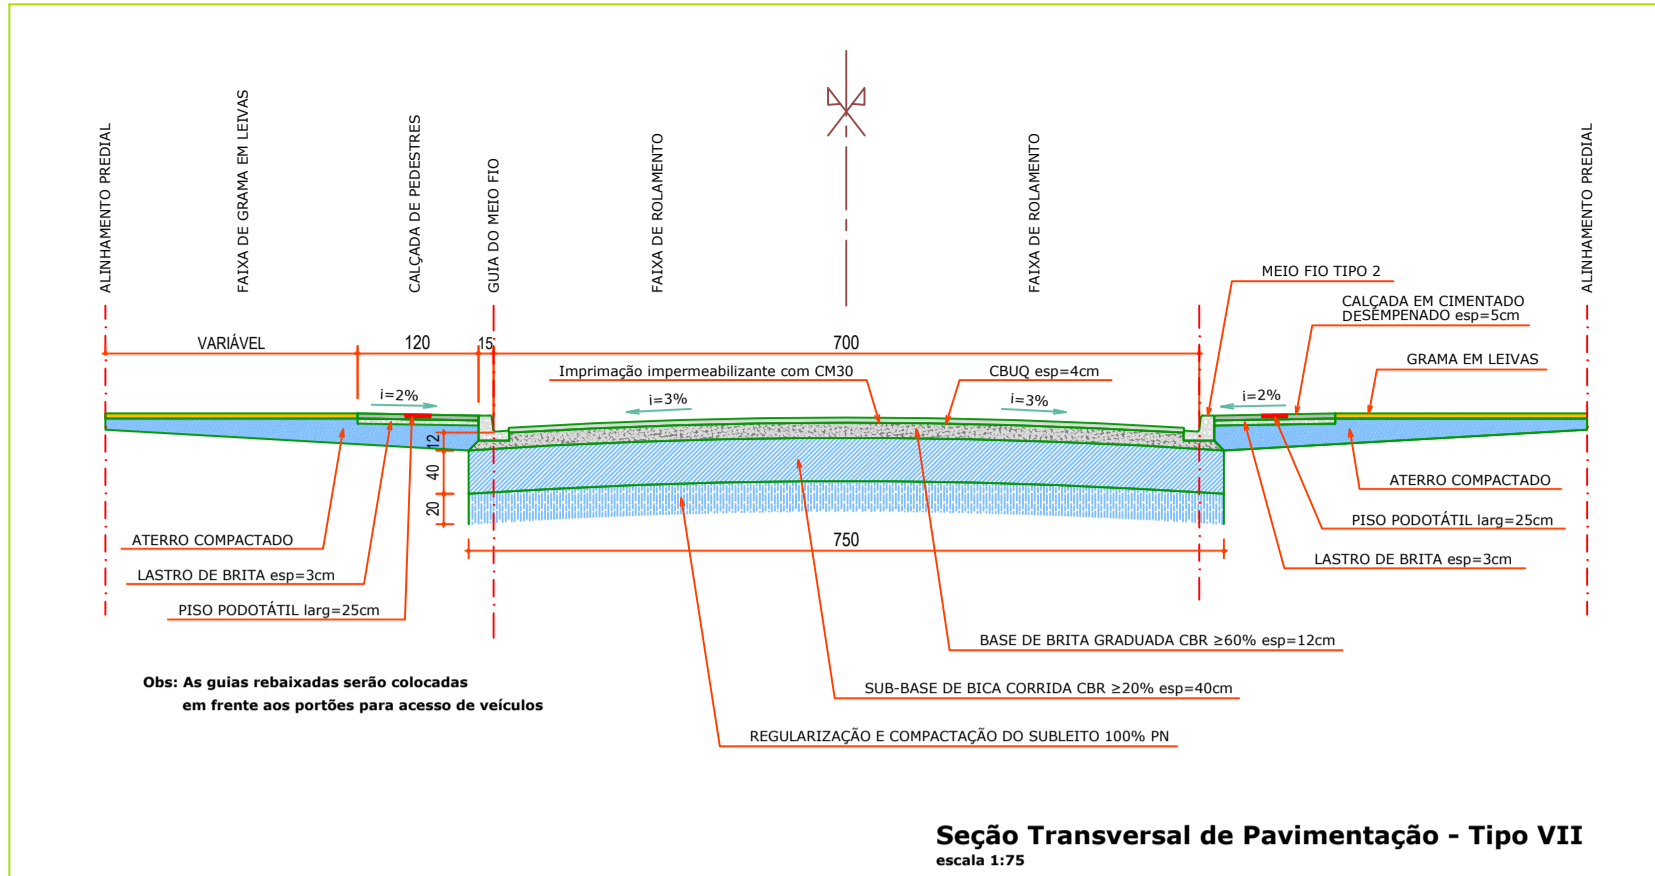 ALINHAMENTO PREDIAL
FAIXA DE GRAMA EM LEIVAS
CALÇADA DE PEDESTRES
GUIA DO MEIO FIO
FAIXA DE ROLAMENTO
FAIXA DE ROLAMENTO
ALINHAMENTO PREDIAL
MEIO FIO TIPO 2
CALÇADA EM CIMENTADO
DESEMPENADO esp=5cm
GRAMA EM LEIVAS
VARIÁVEL
120
15
700
Imprimação impermeabilizante com CM30
CBUQ esp=4cm
i=2%
i=3%
i=3%
i=2%
12
40
20
750
ATERRO COMPACTADO
LASTRO DE BRITA esp=3cm
PISO PODOTÁTIL larg=25cm
ATERRO COMPACTADO
PISO PODOTÁTIL larg=25cm
LASTRO DE BRITA esp=3cm
BASE DE BRITA GRADUADA CBR ≥60% esp=12cm
SUB-BASE DE BICA CORRIDA CBR ≥20% esp=40cm
REGULARIZAÇÃO E COMPACTAÇÃO DO SUBLEITO 100% PN
Obs: As guias rebaixadas serão colocadas
em frente aos portões para acesso de veículos
Seção Transversal de Pavimentação - Tipo VII
escala 1:75